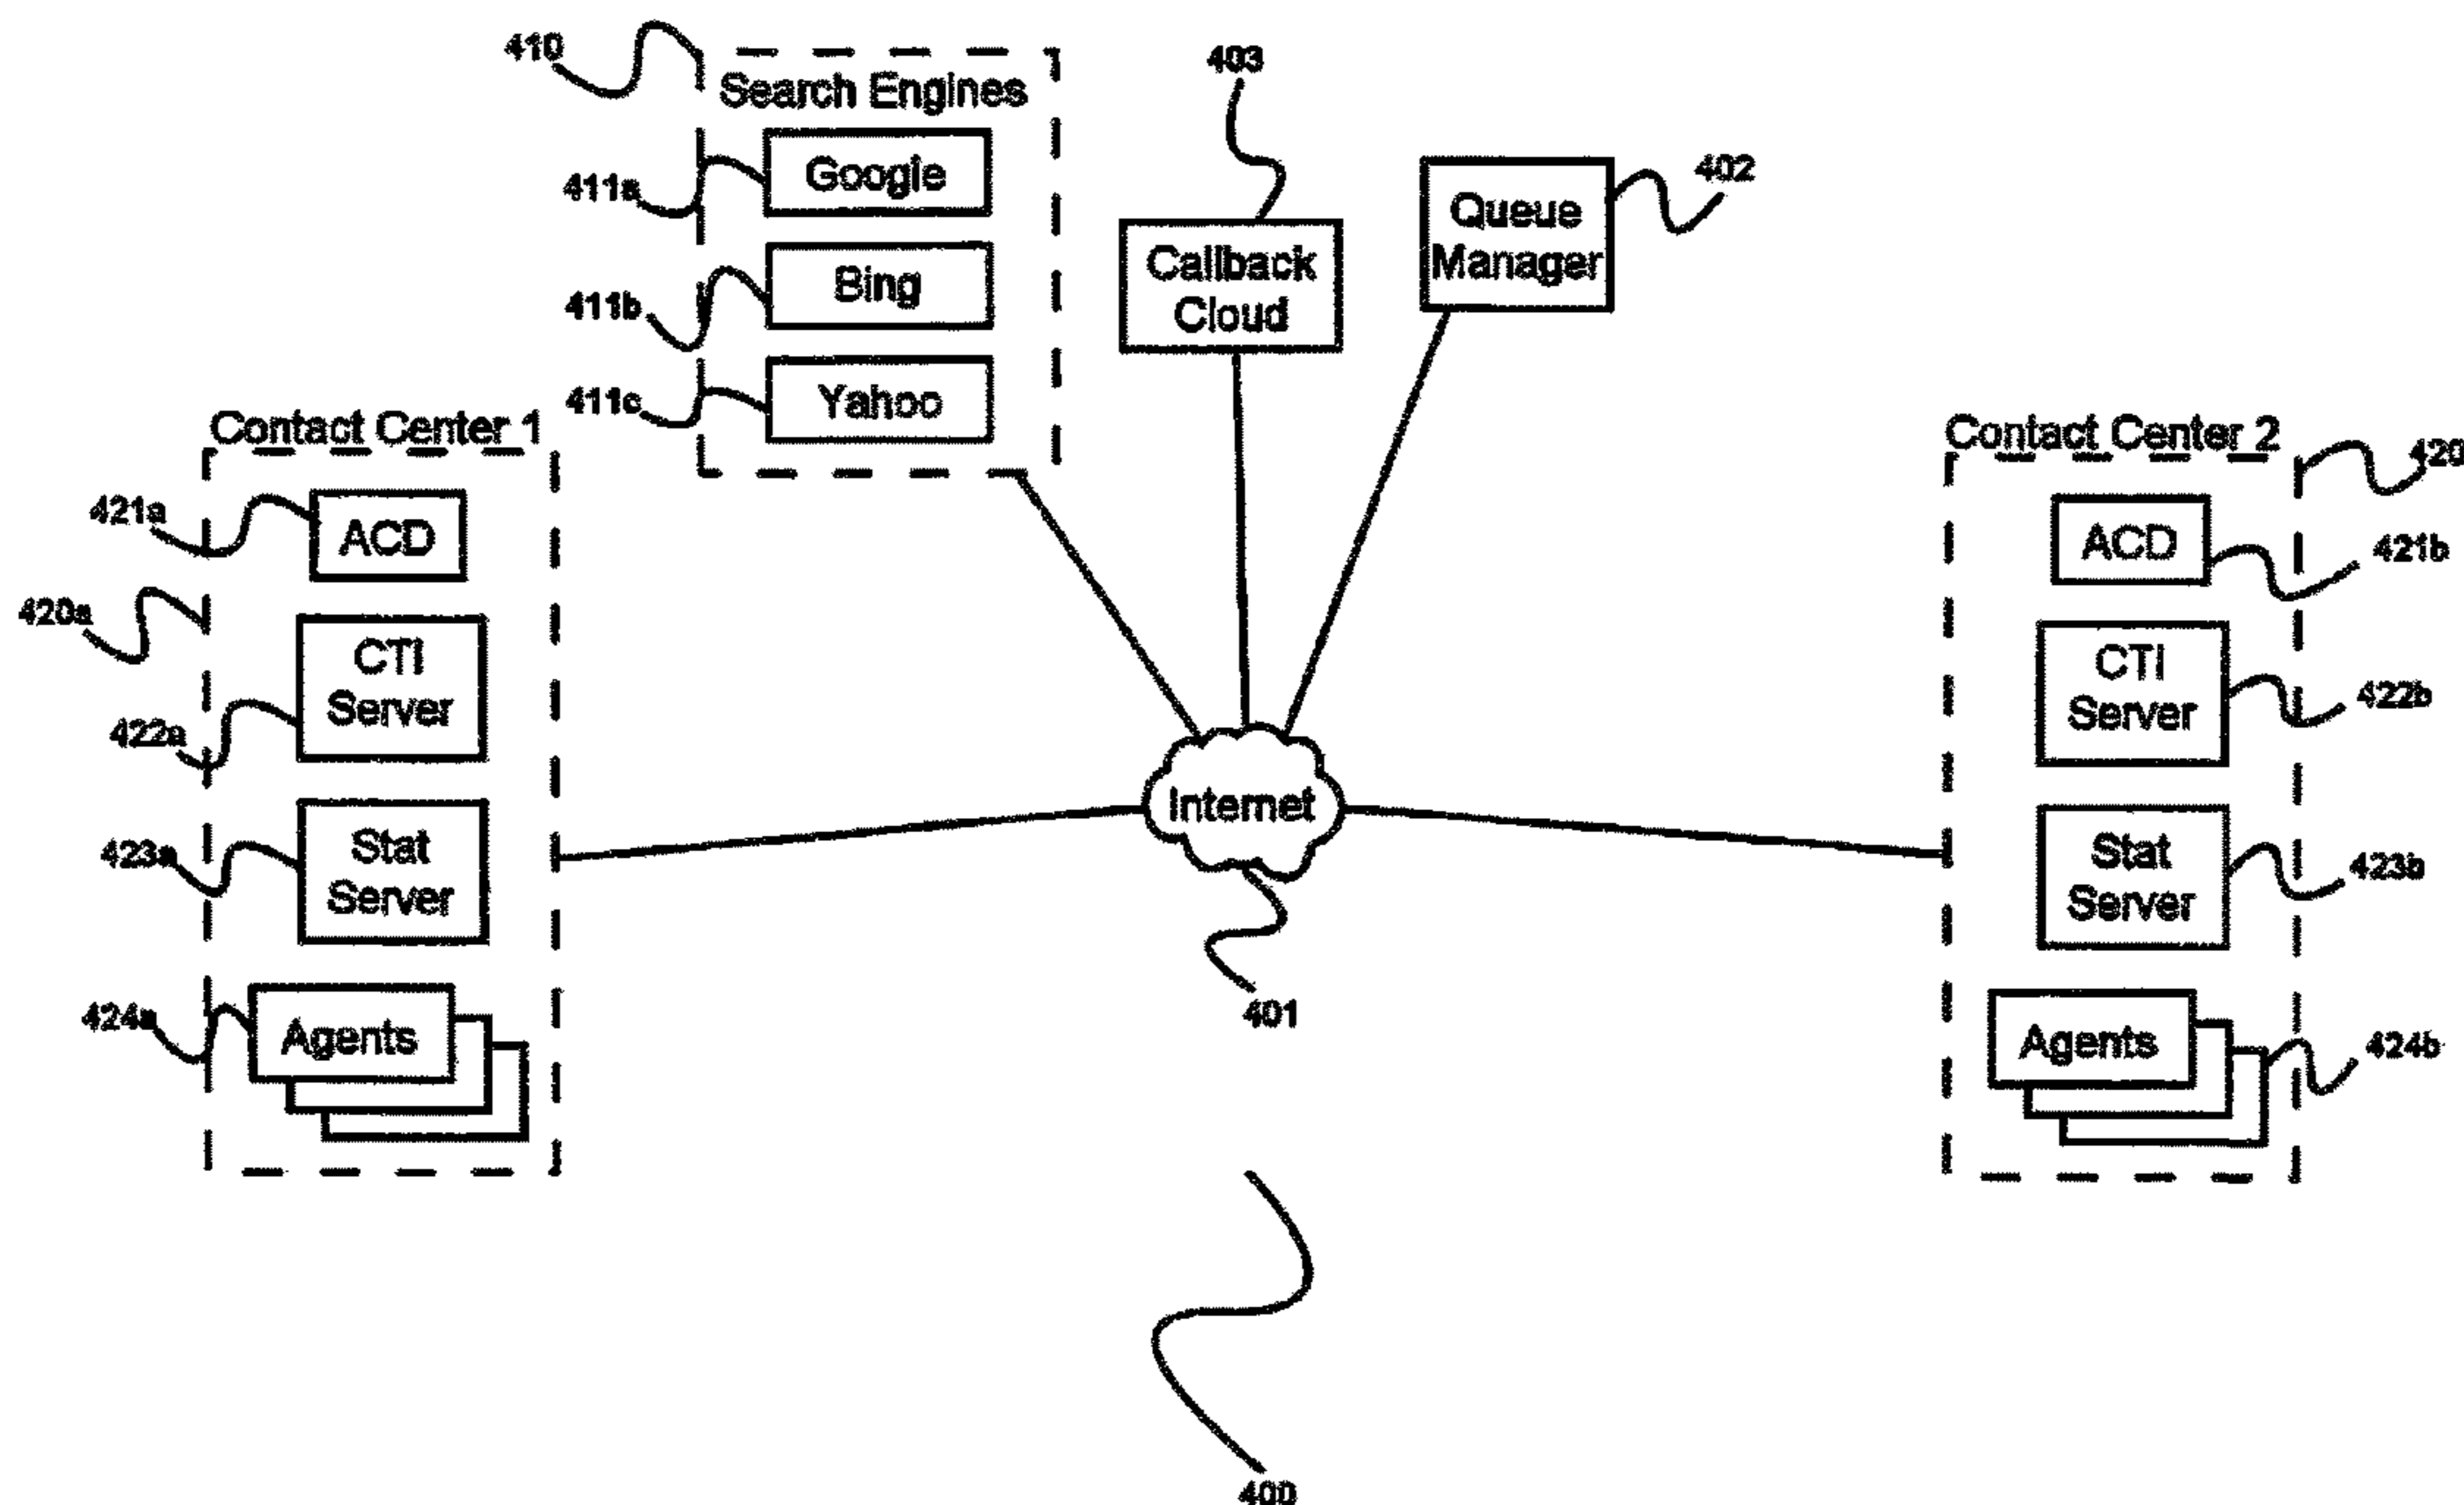 410
Search Engines
403
411a
Google
402
Queue
Manager
411b
Bing
Callback
Cloud
411c
Yahoo
Contact Center 1
Contact Center 2
420
421a
ACD
ACD
421b
420a
CTI
Server
422a
CTI
Server
422b
Internet
423a
Stat
Server
Stat
Server
423b
424a
Agents
401
Agents
424b
400